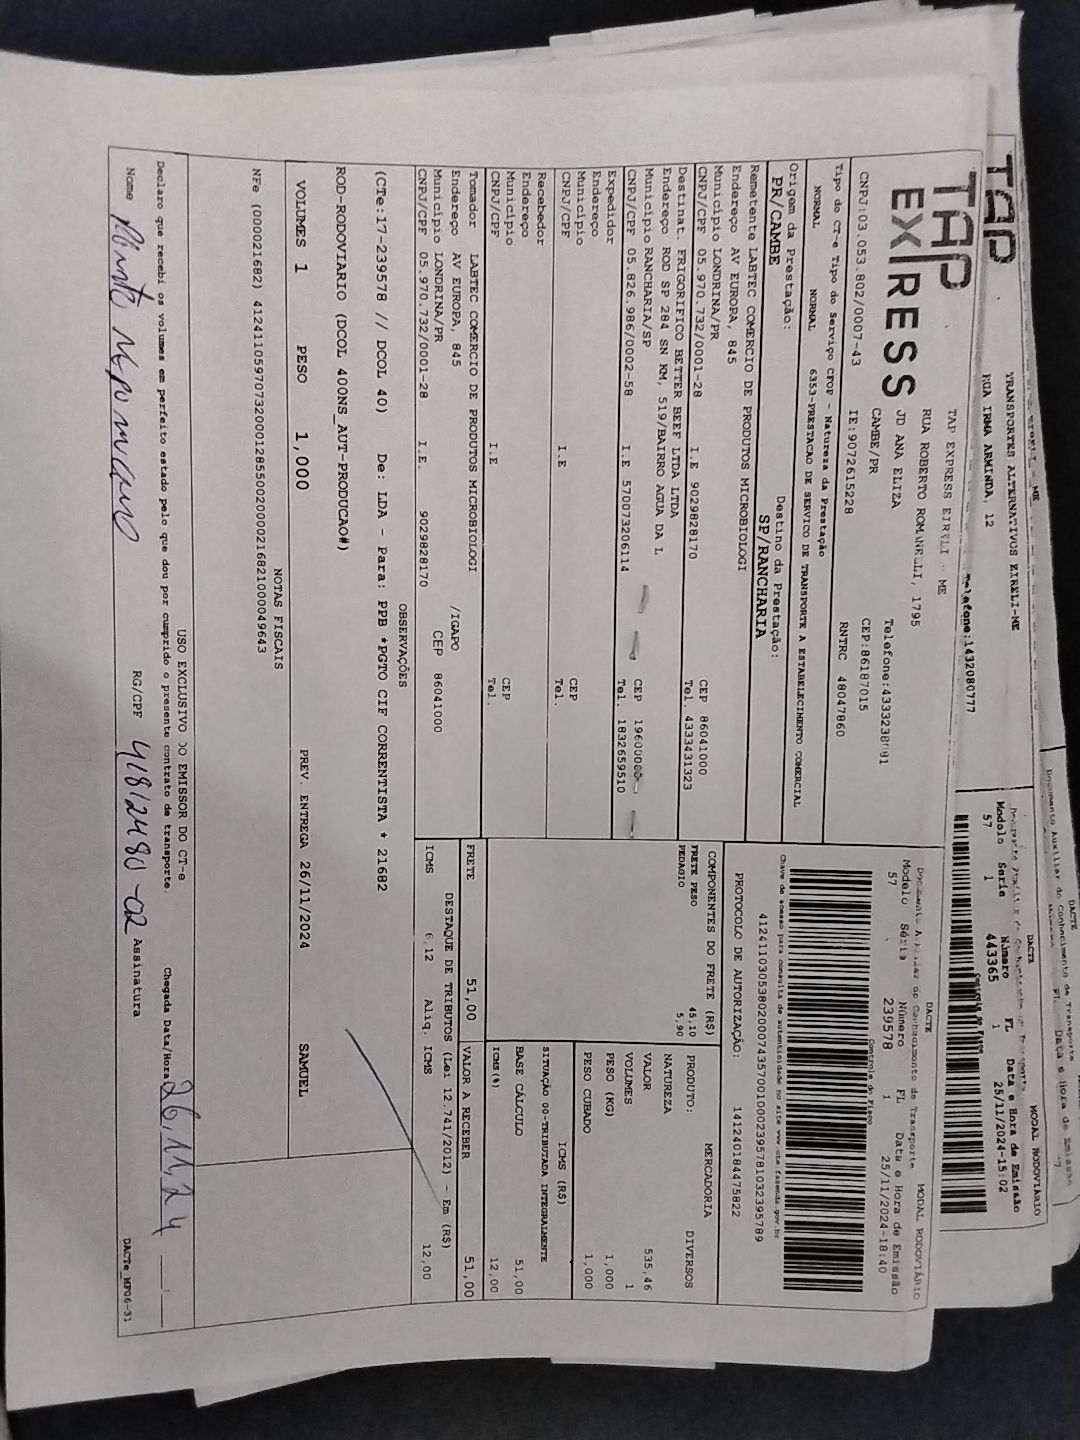 TAP
TRANSPORTES ALTERNATIVOS EIRELI-ME
RUA IRMA ARMINDA, 12
Telefone:1432080777
DACTE
MODAL RODOVIARIO
Modelo Serie Número FL Data e Hora de Emissão
57 1 443365 1 25/11/2024-15:02
TAP
EXPRESS
TAP EXPRESS EIRELI - ME
RUA ROBERTO ROMANELLI, 1795
JD ANA ELIZA
CEP:86187015
CAMBE/PR
CNPJ:03.053.802/0007-43
IE:9072615228
RNTRC 48047860
DACTE
MODAL RODOVIÁRIO
Documento Auxiliar do Conhecimento de Transporte
Modelo Série Número FL Data e Hora de Emissão
57 239578 1 25/11/2024-18:40
Controle do Fisco
Chave de acesso para consulta de autenticidade no site www.cte.fazenda.gov.br
41241103053802000743570010002395781032395789
PROTOCOLO DE AUTORIZAÇÃO: 141240184475822
Tipo do CT-e Tipo do Serviço CFOP - Natureza da Prestação
NORMAL NORMAL 6353-PRESTACAO DE SERVICO DE TRANSPORTE A ESTABELECIMENTO COMERCIAL
Origem da Prestação: Destino da Prestação:
PR/CAMBE SP/RANCHARIA
Remetente LABTEC COMERCIO DE PRODUTOS MICROBIOLOGI
Endereço AV EUROPA, 845
Município LONDRINA/PR CEP 86041000
CNPJ/CPF 05.970.732/0001-28 I.E 9029828170 Tel. 4333431323
Destinat. FRIGORIFICO BETTER BEEF LTDA LTDA
Endereço ROD SP 284 SN KM, 519/BAIRRO AGUA DA L
Município RANCHARIA/SP CEP
CNPJ/CPF 05.826.986/0002-58 I.E 570073206114 Tel. 1832659510
Expedidor
Endereço
Município CEP
CNPJ/CPF I.E Tel.
Recebedor
Endereço
Município CEP
CNPJ/CPF I.E Tel.
Tomador LABTEC COMERCIO DE PRODUTOS MICROBIOLOGI
Endereço AV EUROPA, 845 /IGAPO
Município LONDRINA/PR CEP 86041000
CNPJ/CPF 05.970.732/0001-28 I.E. 9029828170
COMPONENTES DO FRETE (R$)
FRETE PESO 45,10
PEDAGIO 5,90
MERCADORIA
PRODUTO: DIVERSOS
NATUREZA
VALOR 535,46
VOLUMES 1
PESO (KG) 1,000
PESO CUBADO 1,000
ICMS (R$)
SITUAÇÃO 00-TRIBUTADA INTEGRALMENTE
BASE CÁLCULO 51,00
ICMS(%) 12,00
FRETE 51,00 VALOR A RECEBER 51,00
DESTAQUE DE TRIBUTOS (Lei 12.741/2012) - Em (R$)
ICMS 6,12 Aliq. ICMS 12,00
OBSERVAÇÕES
(CTe:17-239578 // DCOL 40) De: LDA - Para: PPB *PGTO CIF CORRENTISTA * 21682
ROD-RODOVIARIO (DCOL 400NS_AUT-PRODUCAO#)
VOLUMES 1 PESO 1,000 PREV. ENTREGA 26/11/2024 SAMUEL
NOTAS FISCAIS
NFe (000021682) 41241105970732000128550020000216821000049643
USO EXCLUSIVO DO EMISSOR DO CT-e
Declaro que recebi os volumes em perfeito estado pelo que dou por cumprido o presente contrato de transporte.
Chegada Data/Hora 26.11.24
Nome RG/CPF 41812480-02 Assinatura
DACTe_MP06-31